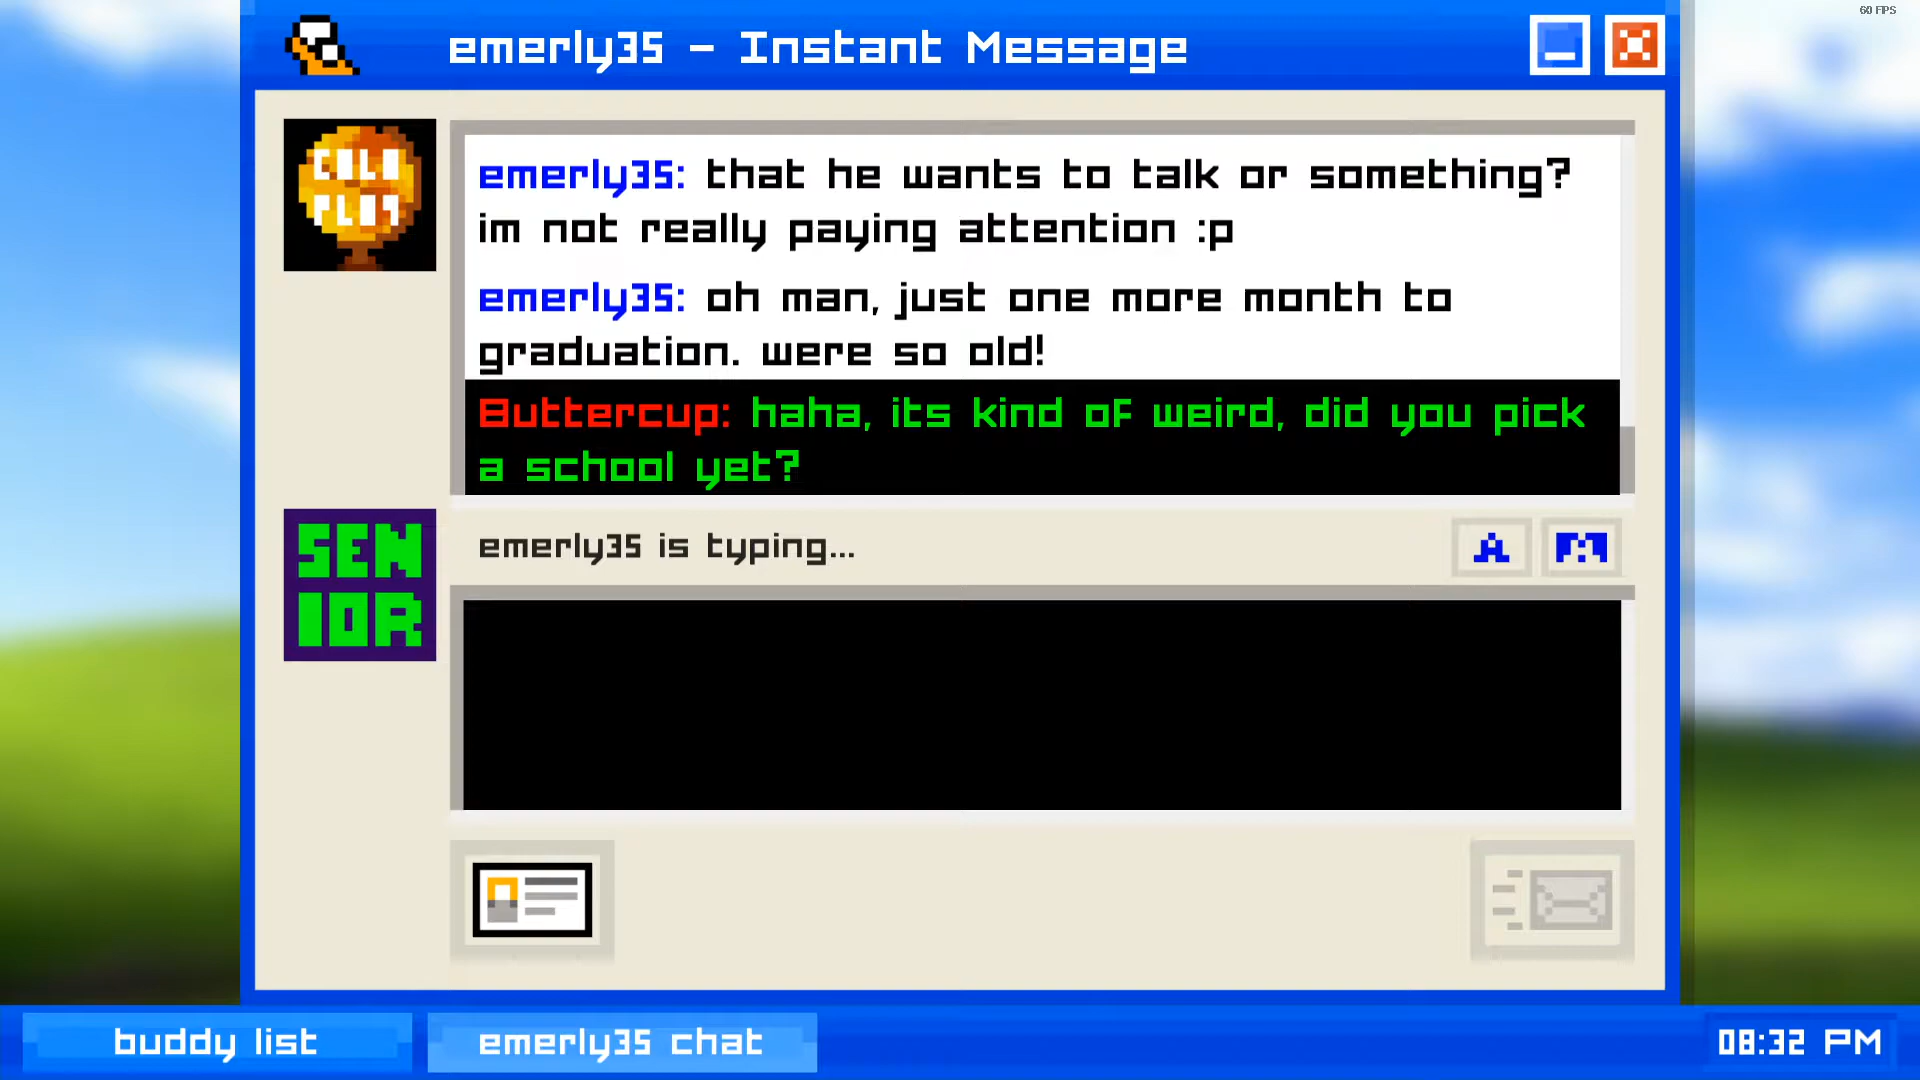 60 FPS
emerly35 - Instant Message
COLD
PLAY
emerly35: that he wants to talk or something?
im not really paying attention :p
emerly35: oh man, just one more month to
graduation. were so old!
Buttercup: haha, its kind of weird, did you pick
a school yet?
SEN
IOR
emerly35 is typing...
A
buddy list
emerly35 chat
08:32 PM